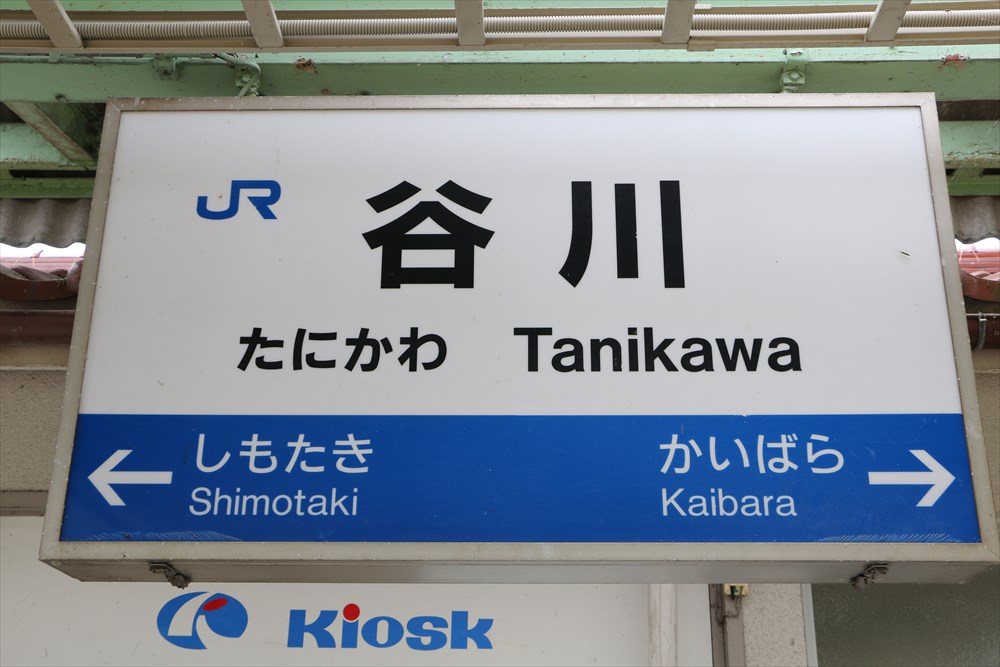 JR 谷川
たにかわ Tanikawa
← しもたき かいばら →
Shimotaki Kaibara
Kiosk